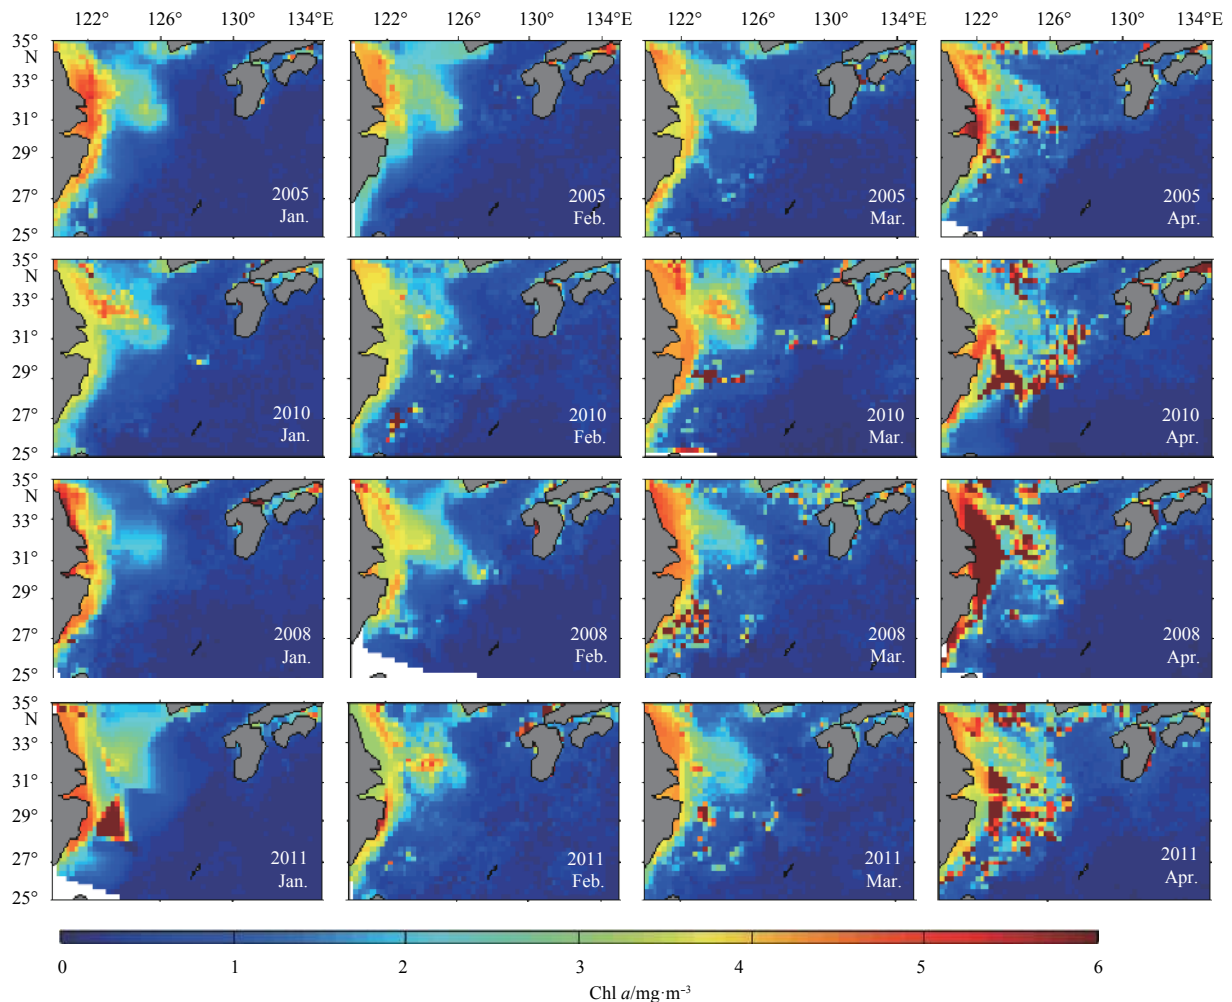 122° 126° 130° 134°E 122° 126° 130° 134°E 122° 126° 130° 134°E 122° 126° 130° 134°E
35°
N
33°
31°
29°
27°
25°
2005
Jan.
2005
Feb.
2005
Mar.
2005
Apr.
35°
N
33°
31°
29°
27°
25°
2010
Jan.
2010
Feb.
2010
Mar.
2010
Apr.
35°
N
33°
31°
29°
27°
25°
2008
Jan.
2008
Feb.
2008
Mar.
2008
Apr.
35°
N
33°
31°
29°
27°
25°
2011
Jan.
2011
Feb.
2011
Mar.
2011
Apr.
0 1 2 3 4 5 6
Chl a/mg·m⁻³